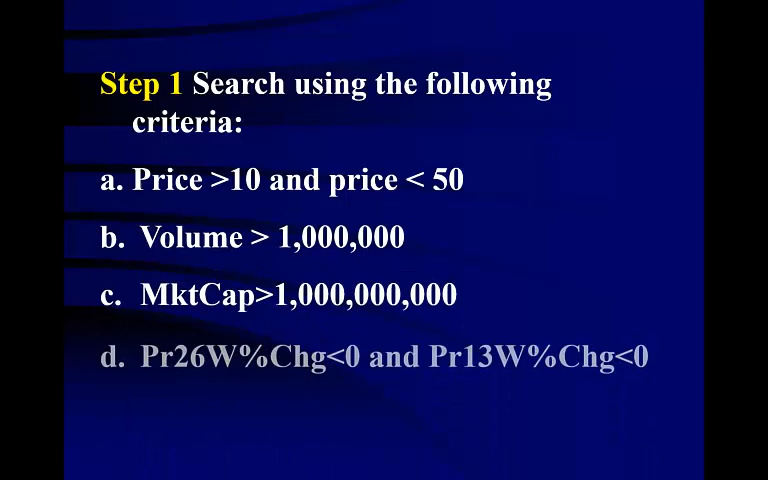 Step 1 Search using the following
criteria:
a. Price >10 and price < 50
b. Volume > 1,000,000
c. MktCap>1,000,000,000
d. Pr26W%Chg<0 and Pr13W%Chg<0